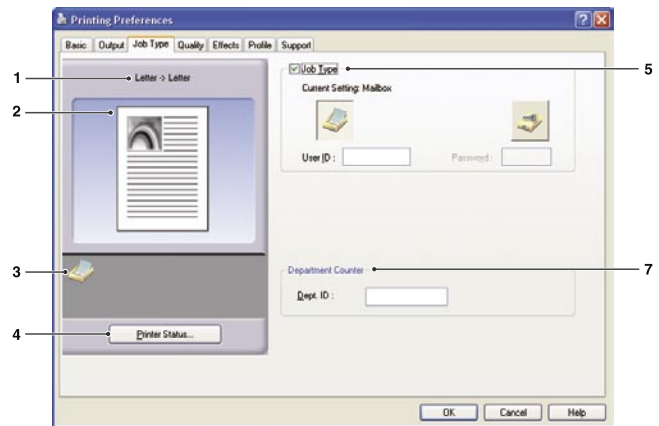 Printing Preferences
Basic Output Job Type Quality Effects Profile Support
1
Letter -> Letter
2
3
4
Printer Status...
Job Type
5
Current Setting: Mailbox
User ID :
Password :
Department Counter
7
Dept. ID :
OK Cancel Help